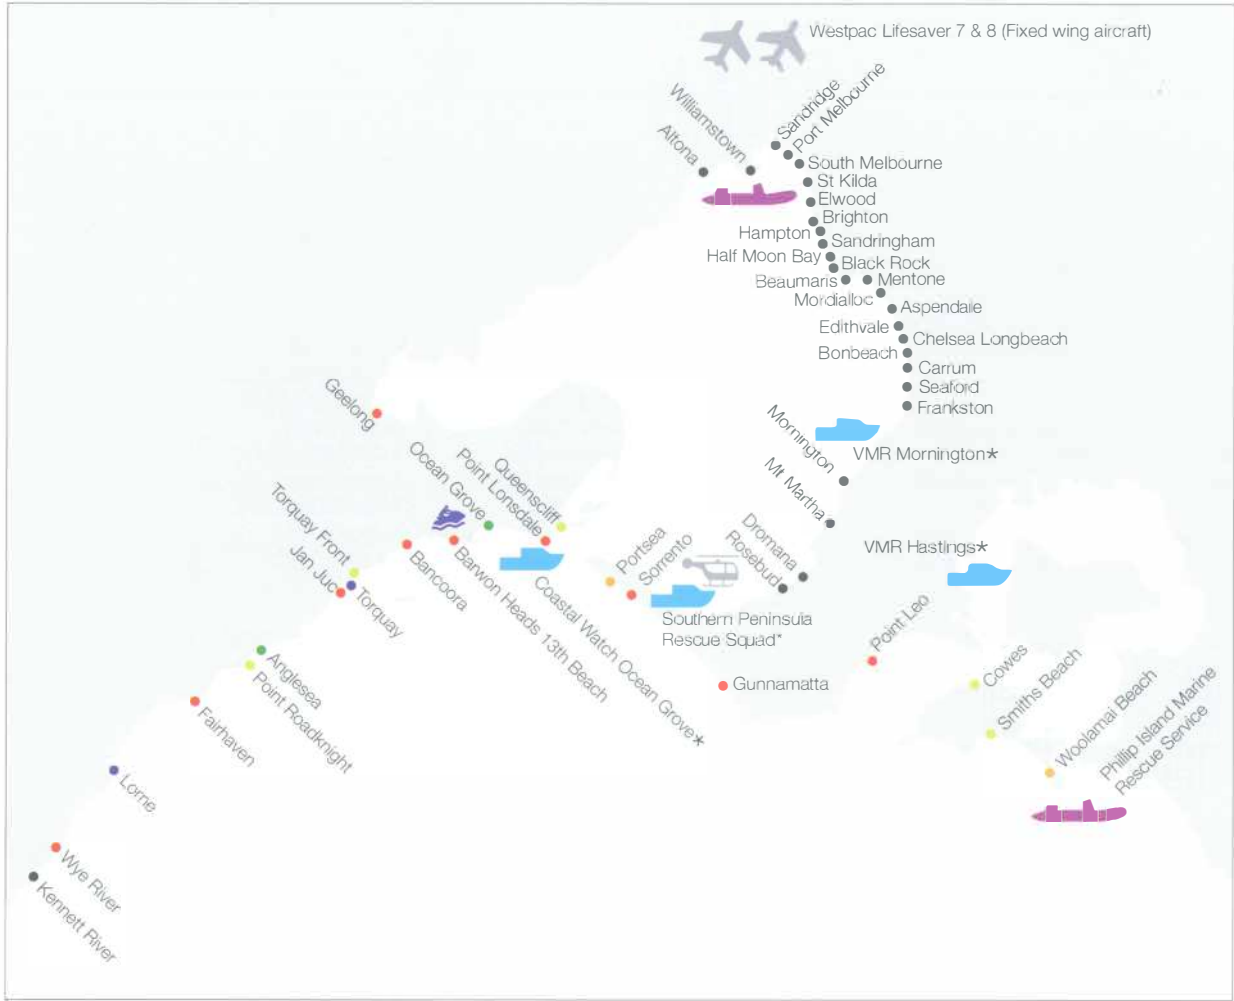 Westpac Lifesaver 7 & 8 (Fixed wing aircraft)
Sandridge
Port Melbourne
Williamstown
Altona
South Melbourne
St Kilda
Elwood
Brighton
Hampton
Sandringham
Half Moon Bay
Black Rock
Beaumaris
Mentone
Mordialloc
Aspendale
Edithvale
Chelsea Longbeach
Bonbeach
Carrum
Seaford
Frankston
Geelong
Mornington
VMR Mornington*
Mt Martha
Ocean Grove
Point Lonsdale
Queenscliff
Torquay Front
Jan Juc
Torquay
Bancoora
Barwon Heads 13th Beach
Coastal Watch Ocean Grove*
Portsea
Sorrento
Dromana
Rosebud
VMR Hastings*
Southern Peninsula
Rescue Squad*
Point Leo
Gunnamatta
Cowes
Smiths Beach
Woolamai Beach
Phillip Island Marine
Rescue Service
Anglesea
Point Roadknight
Fairhaven
Lorne
Wye River
Kennett River